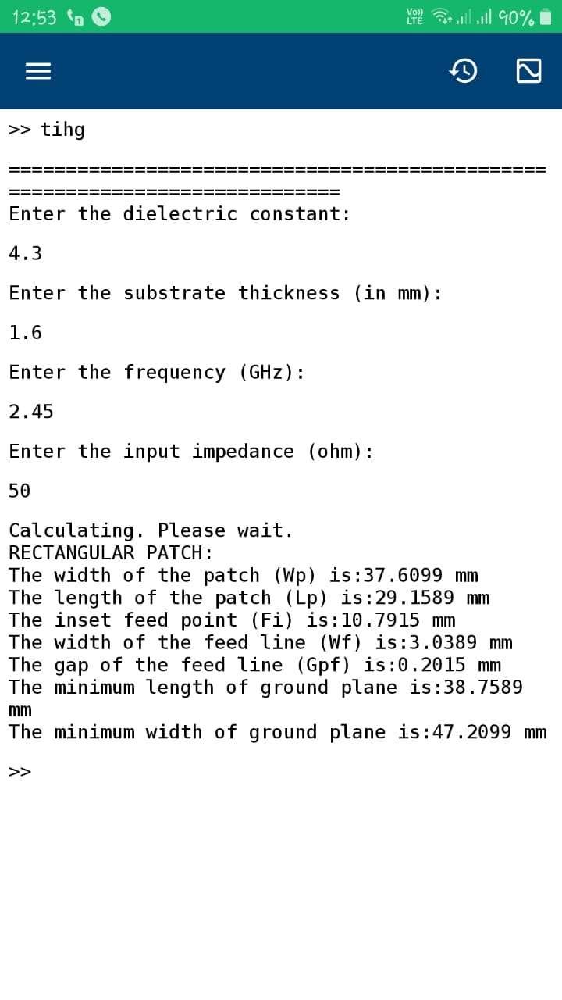 12:53
Vo)) LTE 90%
>> tihg
===============================================
=============================
Enter the dielectric constant:
4.3
Enter the substrate thickness (in mm):
1.6
Enter the frequency (GHz):
2.45
Enter the input impedance (ohm):
50
Calculating. Please wait.
RECTANGULAR PATCH:
The width of the patch (Wp) is:37.6099 mm
The length of the patch (Lp) is:29.1589 mm
The inset feed point (Fi) is:10.7915 mm
The width of the feed line (Wf) is:3.0389 mm
The gap of the feed line (Gpf) is:0.2015 mm
The minimum length of ground plane is:38.7589
mm
The minimum width of ground plane is:47.2099 mm
>>